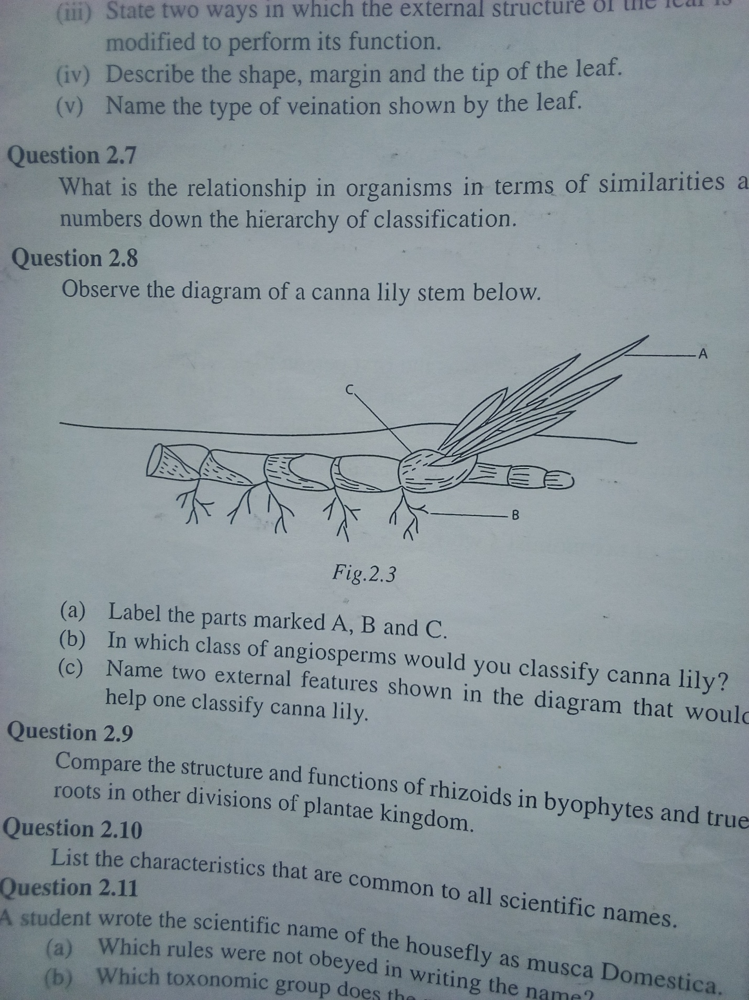 (iii) State two ways in which the external structure of the leaf is
modified to perform its function.
(iv) Describe the shape, margin and the tip of the leaf.
(v) Name the type of veination shown by the leaf.
Question 2.7
What is the relationship in organisms in terms of similarities a
numbers down the hierarchy of classification.
Question 2.8
Observe the diagram of a canna lily stem below.
A
C
B
Fig.2.3
(a) Label the parts marked A, B and C.
(b) In which class of angiosperms would you classify canna lily?
(c) Name two external features shown in the diagram that would
help one classify canna lily.
Question 2.9
Compare the structure and functions of rhizoids in byophytes and true
roots in other divisions of plantae kingdom.
Question 2.10
List the characteristics that are common to all scientific names.
Question 2.11
A student wrote the scientific name of the housefly as musca Domestica.
(a) Which rules were not obeyed in writing the name?
(b) Which toxonomic group does the